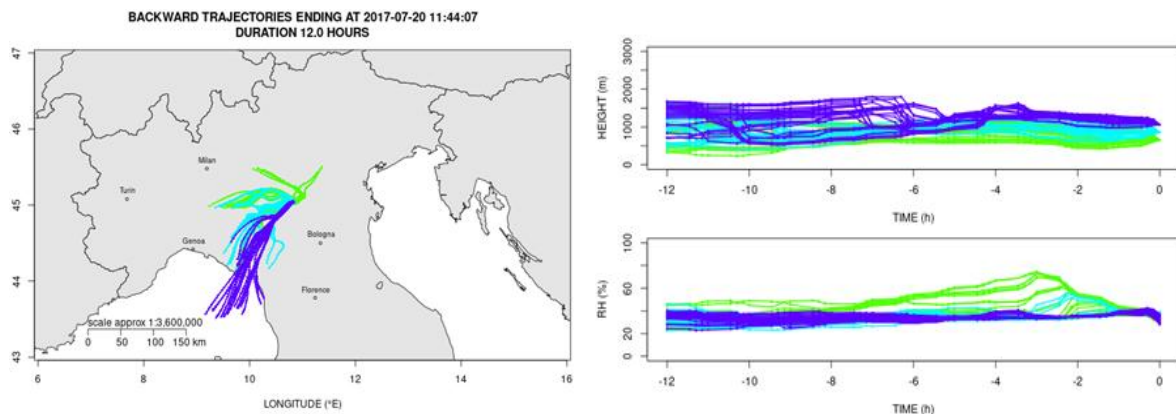 BACKWARD TRAJECTORIES ENDING AT 2017-07-20 11:44:07
DURATION 12.0 HOURS
47
46
45
44
43
Milan
Turin
Genoa
Bologna
Florence
scale approx 1:3,600,000
0 50 100 150 km
6 8 10 12 14 16
LONGITUDE (°E)
HEIGHT (m)
3000
2000
1000
0
-12 -10 -8 -6 -4 -2 0
TIME (h)
RH (%)
100
60
40
20
0
-12 -10 -8 -6 -4 -2 0
TIME (h)